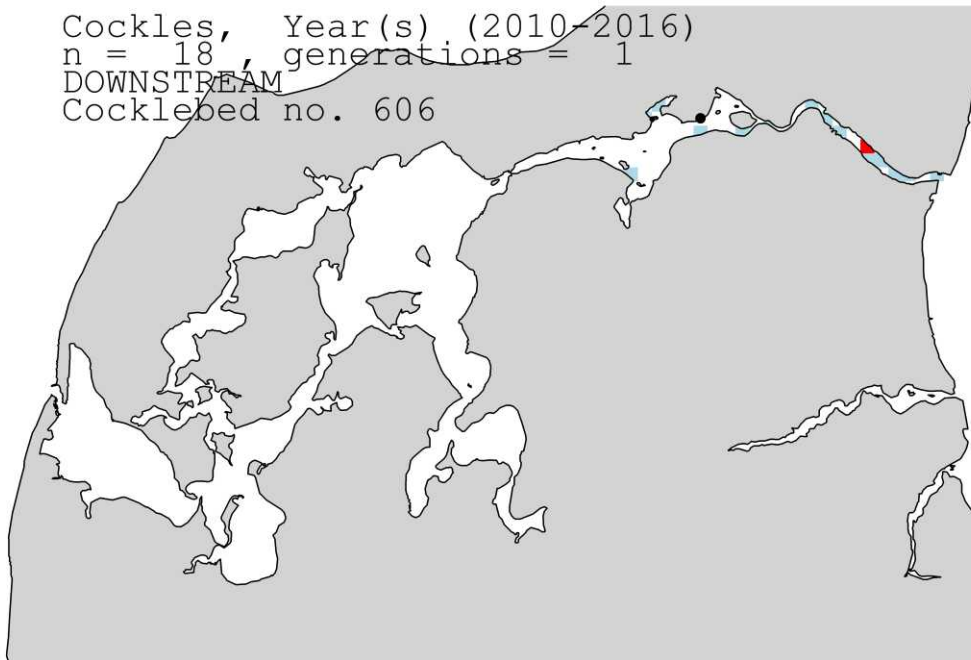 Cockles, Year(s) (2010-2016)
n = 18 , generations = 1
DOWNSTREAM
Cocklebed no. 606